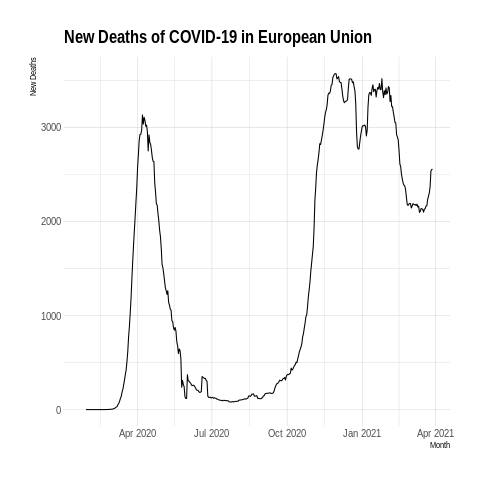 New Deaths of COVID-19 in European Union
New Deaths
3000
2000
1000
0
Apr 2020 Jul 2020 Oct 2020 Jan 2021 Apr 2021
Month